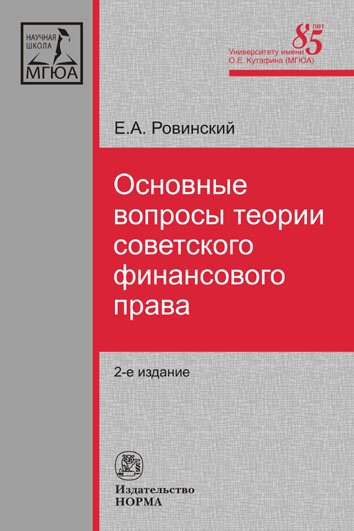 НАУЧНАЯ
ШКОЛА
МГЮА
85 лет
Университету имени
О.Е. Кутафина (МГЮА)
Е.А. Ровинский
Основные
вопросы теории
советского
финансового
права
2-е издание
Издательство
НОРМА